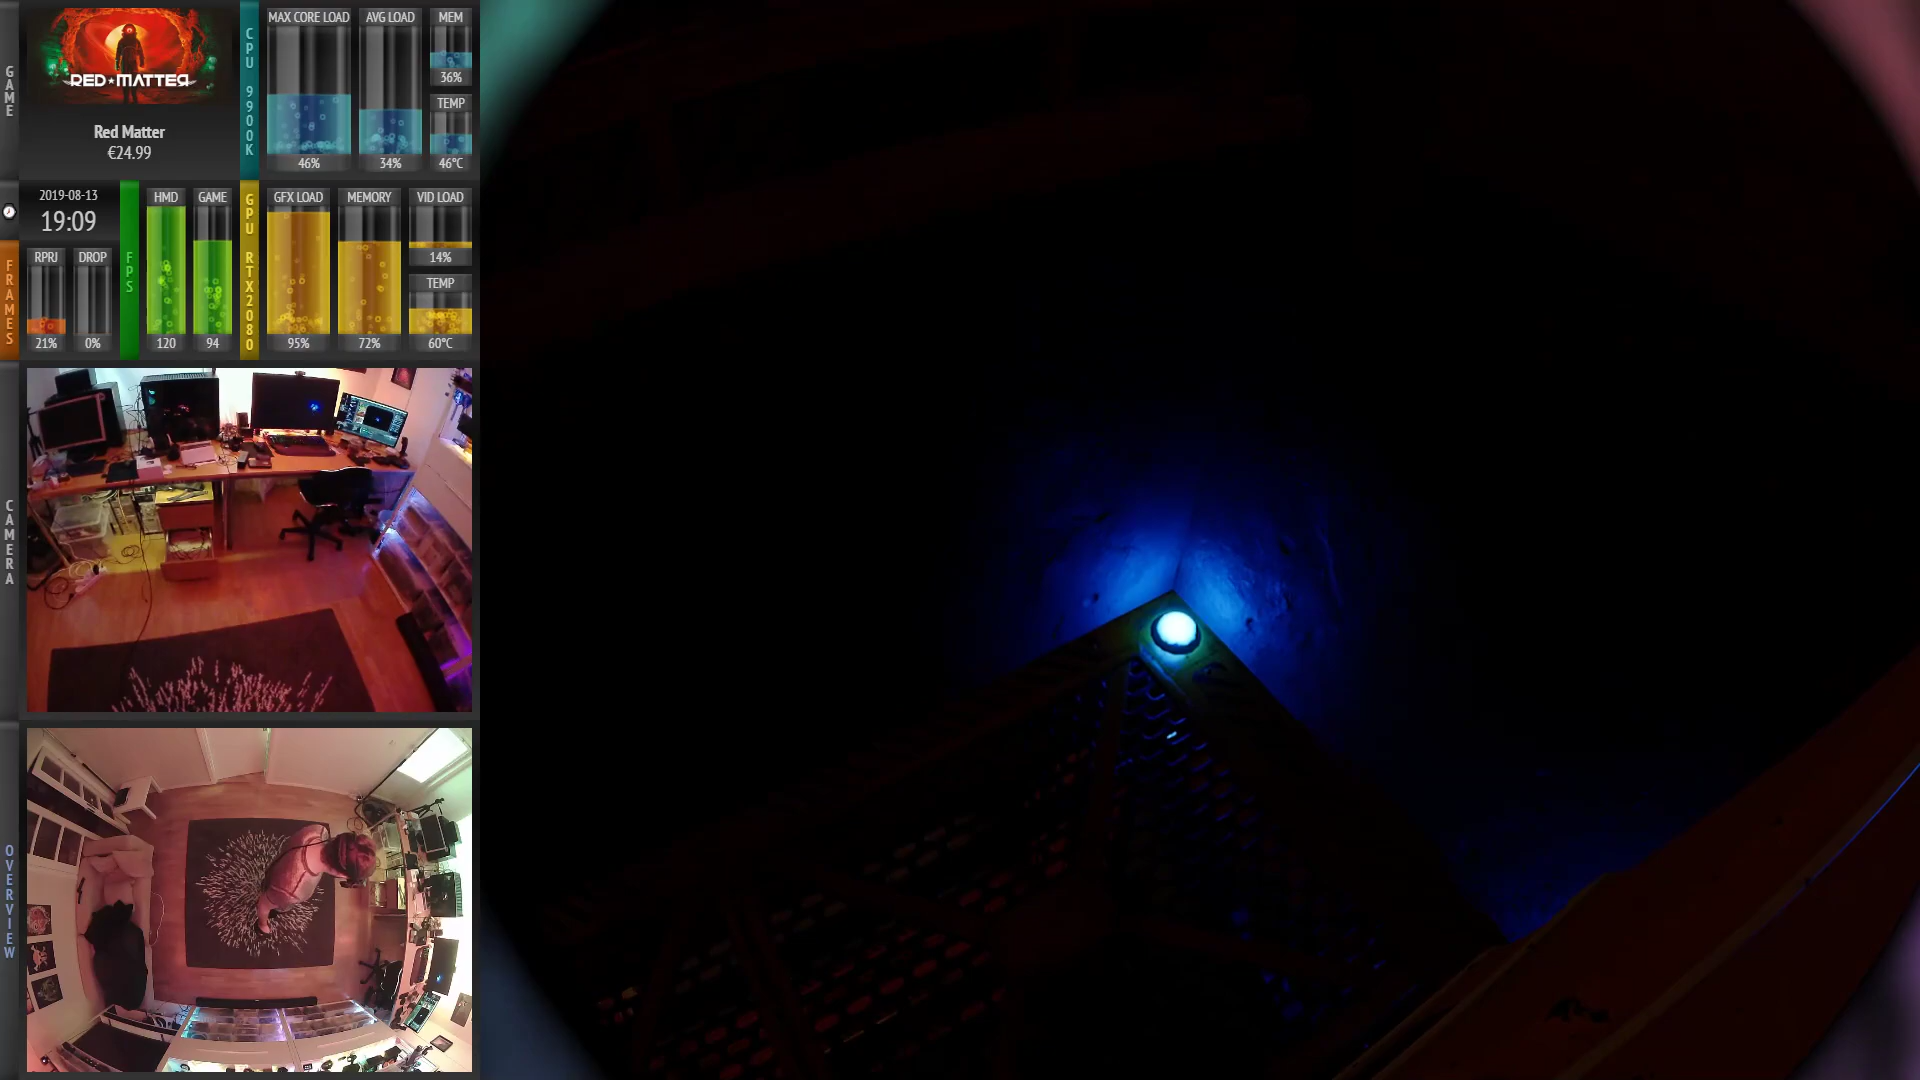 GAME
RED★MATTER
Red Matter
€24.99
CPU 9900K
MAX CORE LOAD
46%
AVG LOAD
34%
MEM
36%
TEMP
46°C
2019-08-13
19:09
FRAMES
RPRJ
21%
DROP
0%
FPS
HMD
120
GAME
94
GPU RTX2080
GFX LOAD
95%
MEMORY
72%
VID LOAD
14%
TEMP
60°C
CAMERA
OVERVIEW